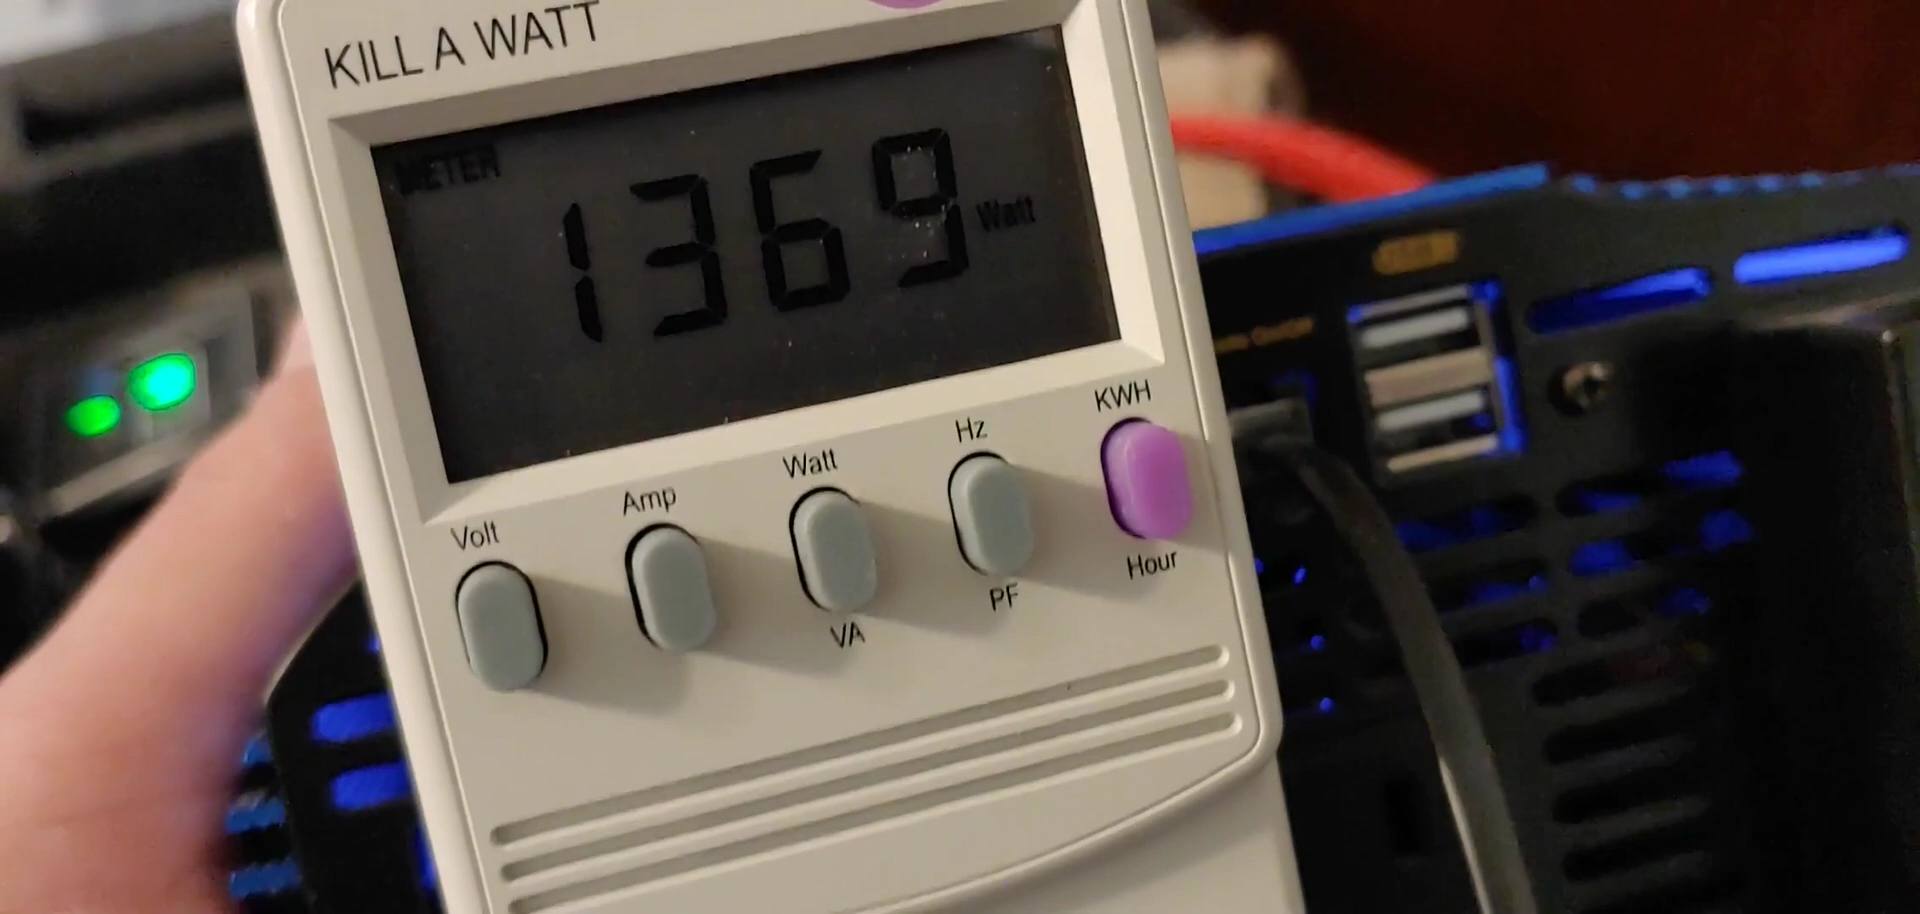 KILL A WATT
METER
1369 Watt
Volt
Amp
Watt
Hz
KWH
VA
PF
Hour